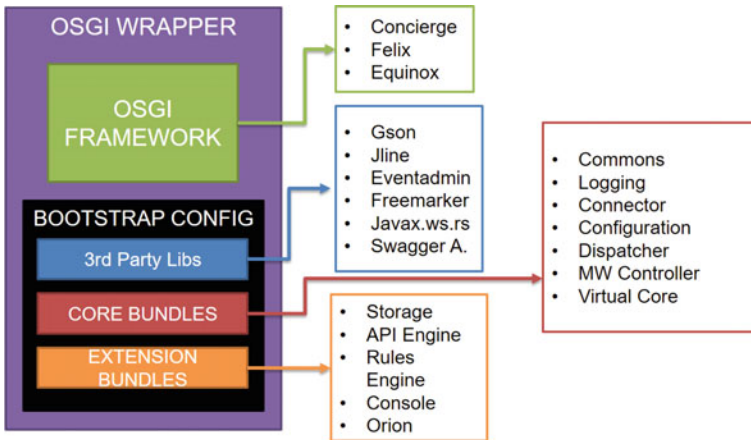 OSGI WRAPPER
OSGI
FRAMEWORK
BOOTSTRAP CONFIG
3rd Party Libs
CORE BUNDLES
EXTENSION
BUNDLES
• Concierge
• Felix
• Equinox
• Gson
• Jline
• Eventadmin
• Freemarker
• Javax.ws.rs
• Swagger A.
• Commons
• Logging
• Connector
• Configuration
• Dispatcher
• MW Controller
• Virtual Core
• Storage
• API Engine
• Rules
Engine
• Console
• Orion